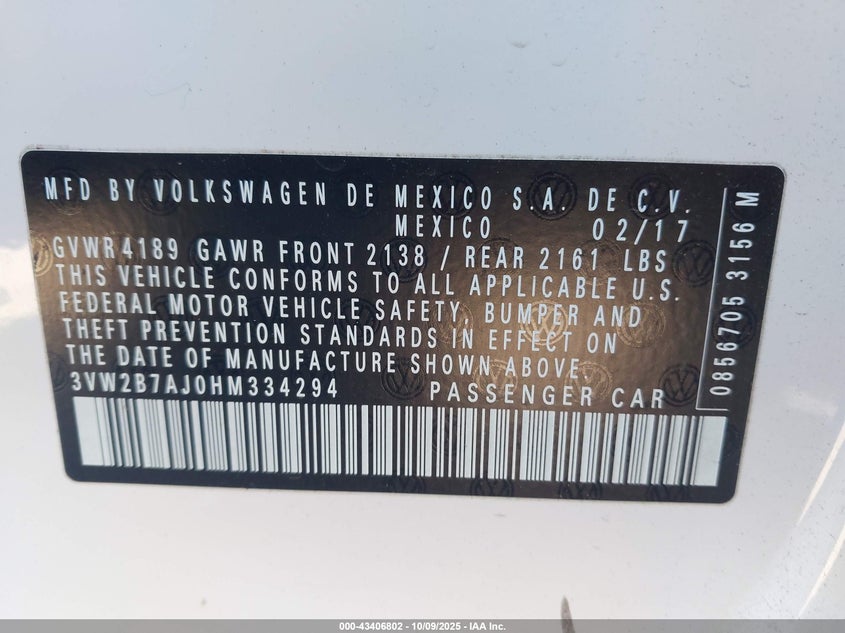 MFD BY VOLKSWAGEN DE MEXICO S.A. DE C.V.
MEXICO 02/17
GVWR 4189 GAWR FRONT 2138 / REAR 2161 LBS
THIS VEHICLE CONFORMS TO ALL APPLICABLE U.S.
FEDERAL MOTOR VEHICLE SAFETY, BUMPER AND
THEFT PREVENTION STANDARDS IN EFFECT ON
THE DATE OF MANUFACTURE SHOWN ABOVE.
3VW2B7AJ0HM334294 PASSENGER CAR
0856705 3156 M
000-43406802 - 10/09/2025 - IAA Inc.